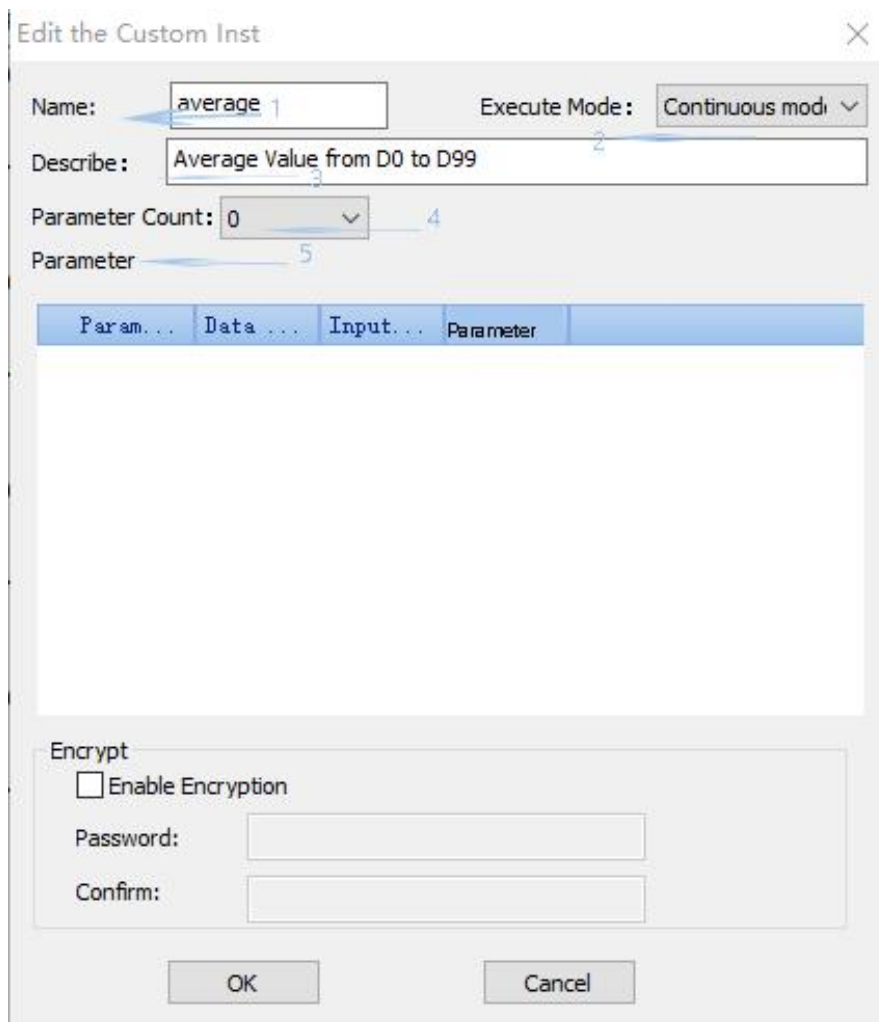 Edit the Custom Inst
Name: average 1 Execute Mode: Continuous mod
2
Describe: Average Value from D0 to D99
3
Parameter Count: 0 4
Parameter 5
Param... Data ... Input... Parameter
Encrypt
Enable Encryption
Password:
Confirm:
OK Cancel